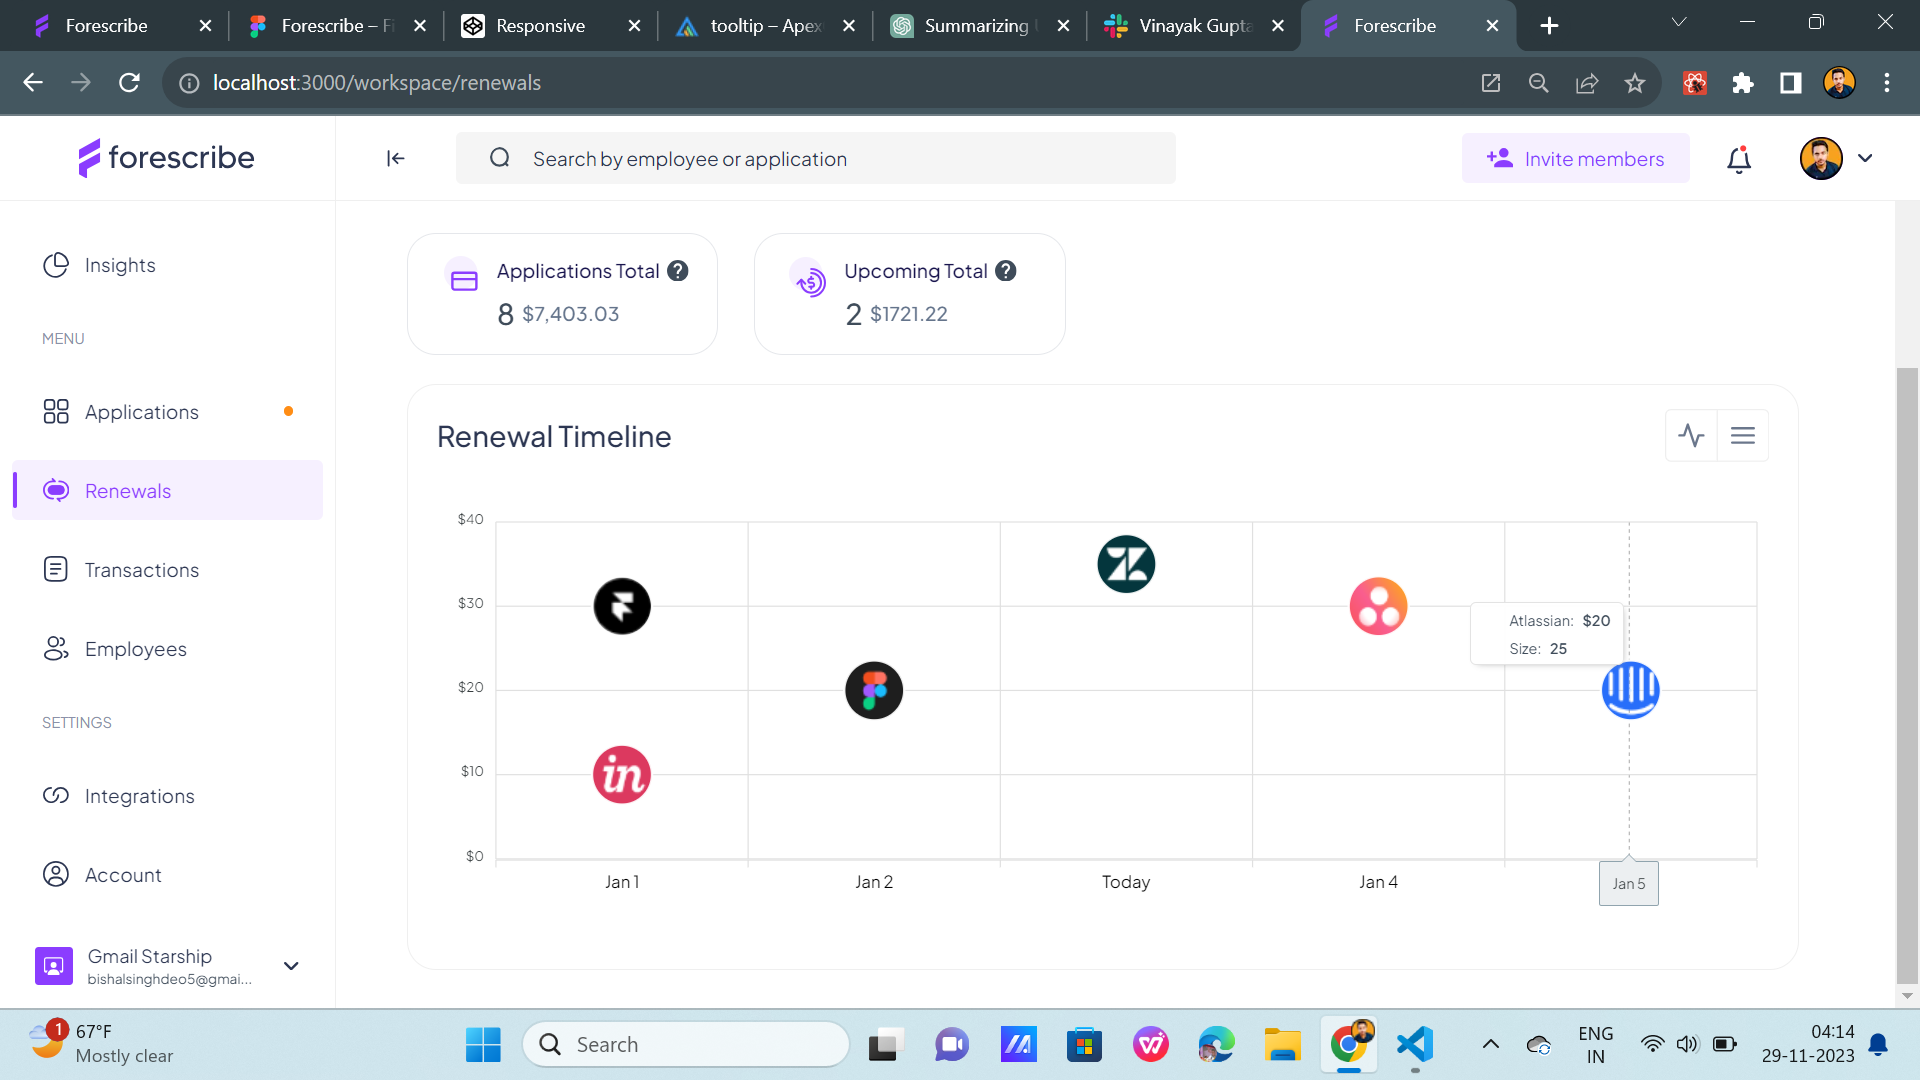 Forescribe
Forescribe – Fi
Responsive
tooltip – Apex
Summarizing
Vinayak Gupta
Forescribe
localhost:3000/workspace/renewals
forescribe
Search by employee or application
Invite members
Insights
MENU
Applications
Renewals
Transactions
Employees
SETTINGS
Integrations
Account
Gmail Starship
bishalsinghdeo5@gmai...
Applications Total ?
8 $7,403.03
Upcoming Total ?
2 $1721.22
Renewal Timeline
$40
$30
$20
$10
$0
in
Atlassian: $20
Size: 25
Jan 1
Jan 2
Today
Jan 4
Jan 5
1
67°F
Mostly clear
Search
ENG
IN
04:14
29-11-2023